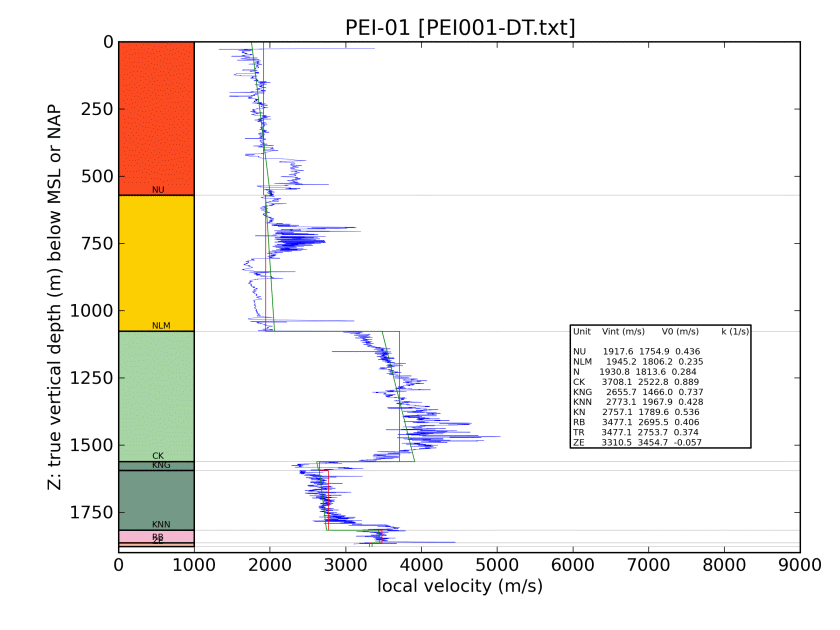 PEI-01 [PEI001-DT.txt]
Z: true vertical depth (m) below MSL or NAP
0
250
500
750
1000
1250
1500
1750
NU
NLM
CK
KNG
KNN
RB
ZE
Unit Vint (m/s) V0 (m/s) k (1/s)
NU 1917.6 1754.9 0.436
NLM 1945.2 1806.2 0.235
N 1930.8 1813.6 0.284
CK 3708.1 2522.8 0.889
KNG 2655.7 1466.0 0.737
KNN 2773.1 1967.9 0.428
KN 2757.1 1789.6 0.536
RB 3477.1 2695.5 0.406
TR 3477.1 2753.7 0.374
ZE 3310.5 3454.7 -0.057
0 1000 2000 3000 4000 5000 6000 7000 8000 9000
local velocity (m/s)